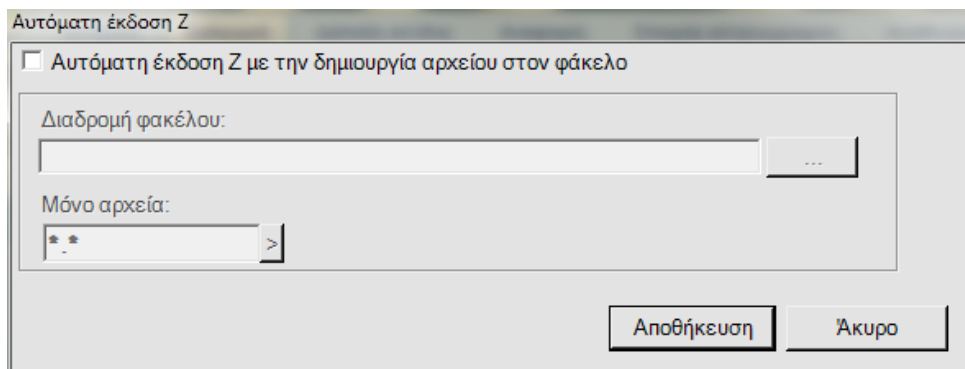 Αυτόματη έκδοση Ζ
Αυτόματη έκδοση Ζ με την δημιουργία αρχείου στον φάκελο
Διαδρομή φακέλου:
...
Μόνο αρχεία:
*.*
>
Αποθήκευση
Άκυρο